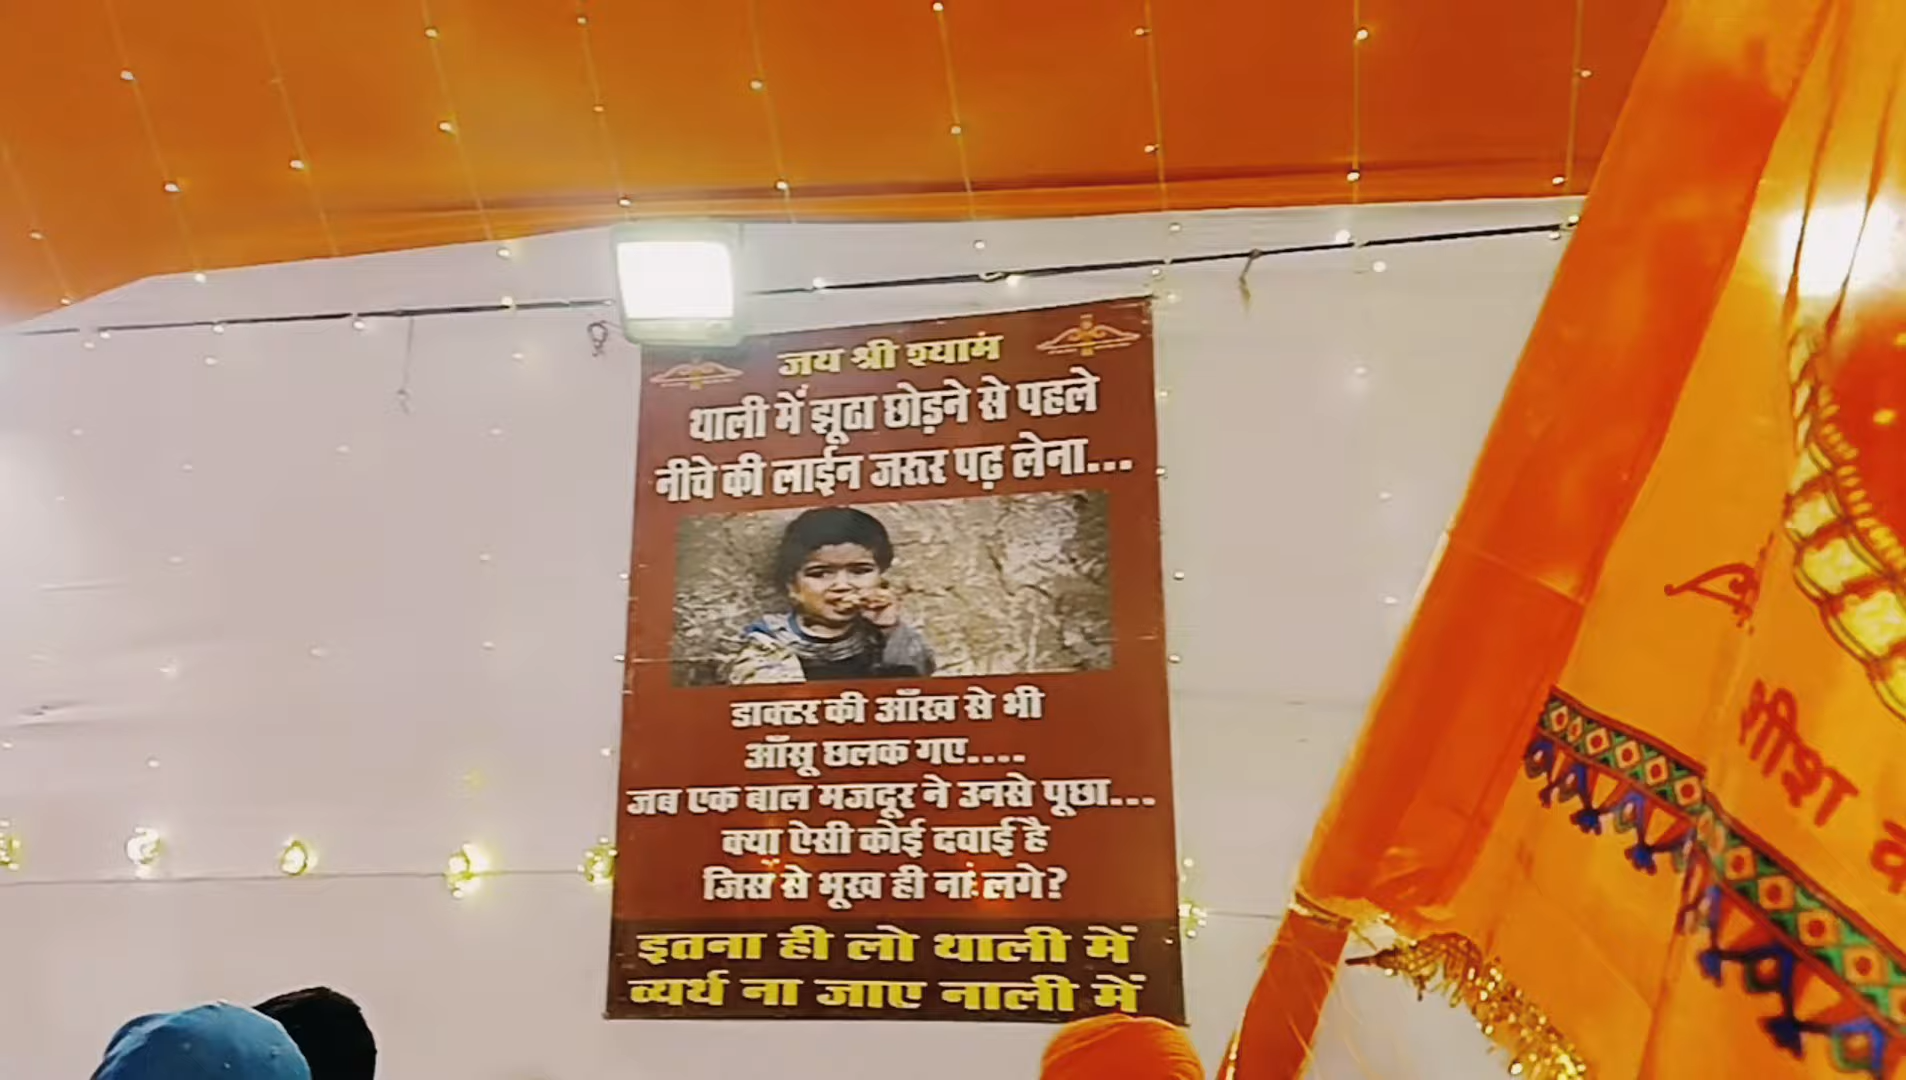 जय श्री श्याम
थाली में झूठा छोड़ने से पहले
नीचे की लाईन जरूर पढ़ लेना...
डाक्टर की आँख से भी
आँसू छलक गए....
जब एक बाल मजदूर ने उनसे पूछा...
क्या ऐसी कोई दवाई है
जिस से भूख ही ना लगे?
इतना ही लो थाली में
व्यर्थ ना जाए नाली में
शीश